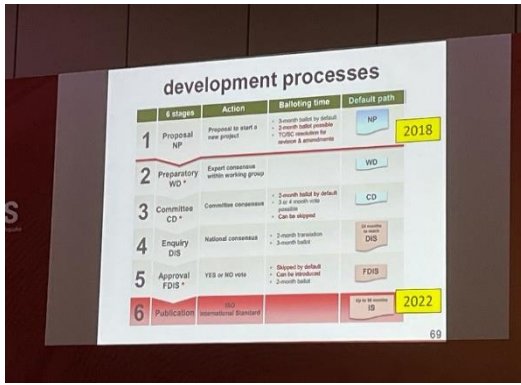 development processes
6 stages
Action
Balloting time
Default path
1
Proposal
NP
Proposal to start a
new project
• 3-month ballot by default
• 2-month ballot possible
• TC/SC resolution for
revision & amendments
NP
2018
2
Preparatory
WD *
Expert consensus
within working group
WD
3
Committee
CD *
Committee consensus
• 2-month ballot by default
• 3 or 4 month vote
possible
• Can be skipped
CD
4
Enquiry
DIS
National consensus
• 2-month translation
• 3-month ballot
DIS
5
Approval
FDIS *
YES or NO vote
• Skipped by default
• Can be introduced
• 2-month ballot
FDIS
6
Publication
ISO
International Standard
IS
2022
69
S